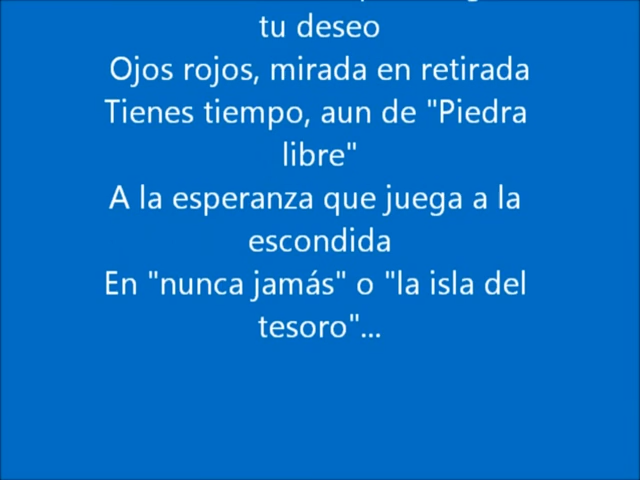 tu deseo
Ojos rojos, mirada en retirada
Tienes tiempo, aun de "Piedra
libre"
A la esperanza que juega a la
escondida
En "nunca jamás" o "la isla del
tesoro"...